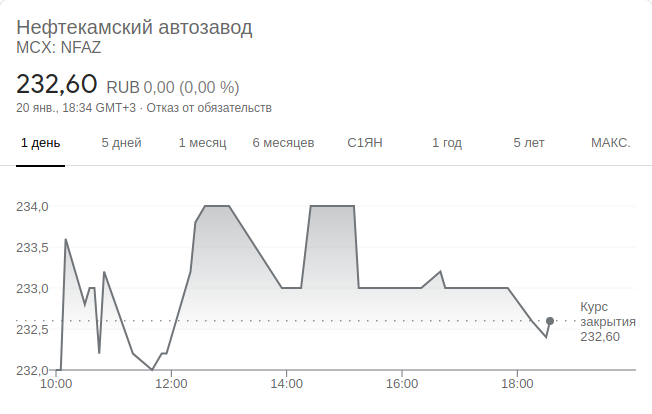 Нефтекамский автозавод
MCX: NFAZ
232,60 RUB 0,00 (0,00 %)
20 янв., 18:34 GMT+3 · Отказ от обязательств
1 день 5 дней 1 месяц 6 месяцев С1ЯН 1 год 5 лет МАКС.
234,0
233,5
233,0
Курс
232,5 закрытия
232,60
232,0
10:00 12:00 14:00 16:00 18:00